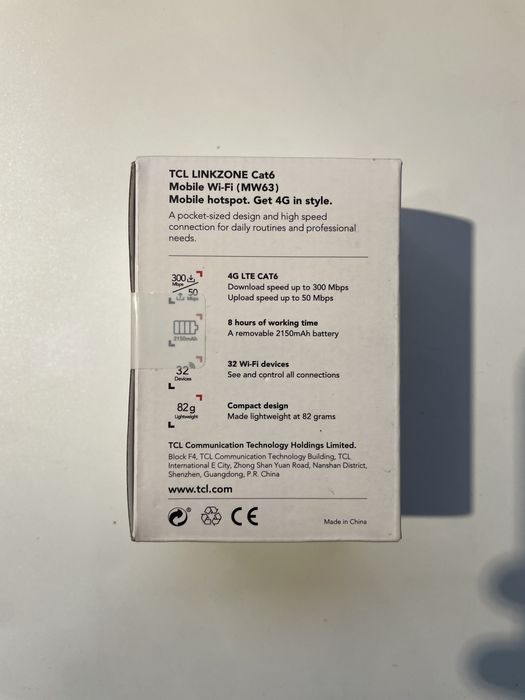 TCL LINKZONE Cat6
Mobile Wi-Fi (MW63)
Mobile hotspot. Get 4G in style.
A pocket-sized design and high speed
connection for daily routines and professional
needs.
300
Mbps
50
Mbps
4G LTE CAT6
Download speed up to 300 Mbps
Upload speed up to 50 Mbps
2150mAh
8 hours of working time
A removable 2150mAh battery
32
Devices
32 Wi-Fi devices
See and control all connections
82g
Lightweight
Compact design
Made lightweight at 82 grams
TCL Communication Technology Holdings Limited.
Block F4, TCL Communication Technology Building, TCL
International E City, Zhong Shan Yuan Road, Nanshan District,
Shenzhen, Guangdong, P.R. China
www.tcl.com
® CE
Made in China